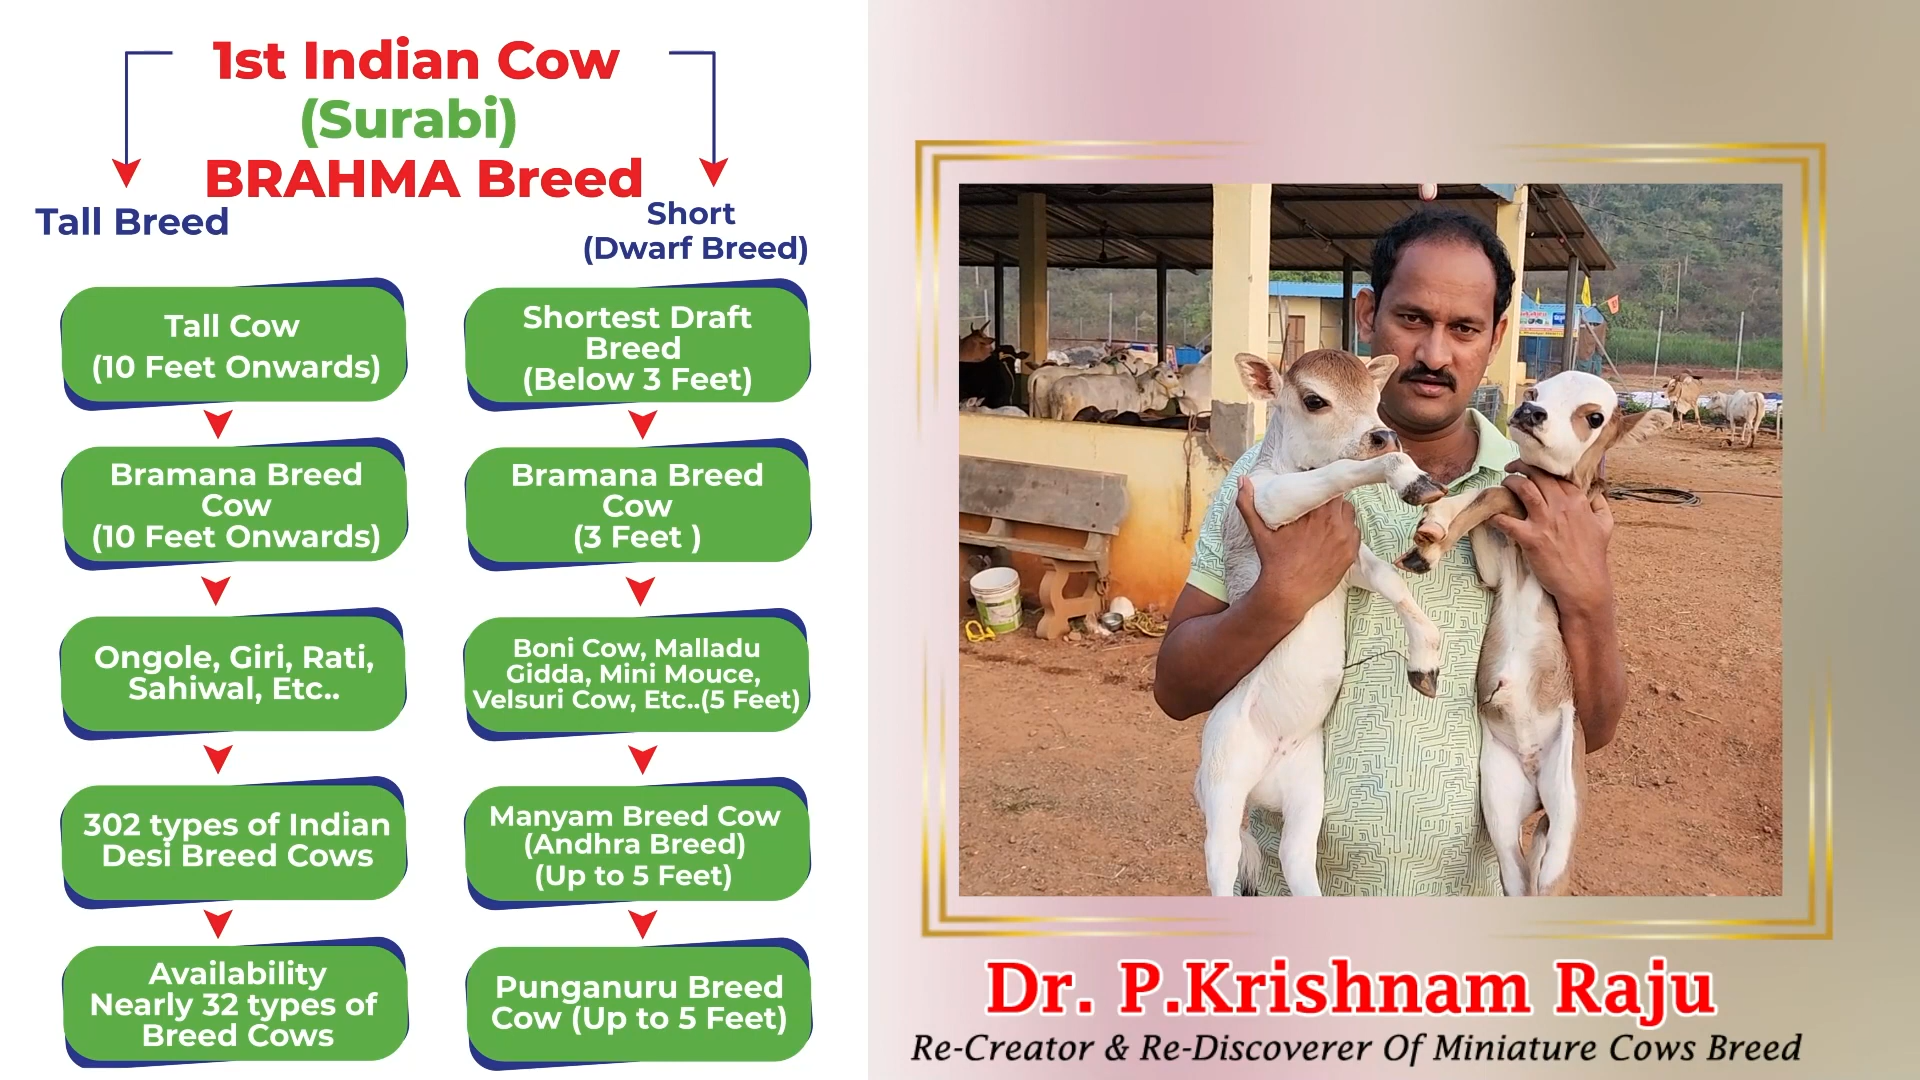 1st Indian Cow
(Surabi)
BRAHMA Breed
Tall Breed
Tall Cow
(10 Feet Onwards)
Bramana Breed
Cow
(10 Feet Onwards)
Ongole, Giri, Rati,
Sahiwal, Etc..
302 types of Indian
Desi Breed Cows
Availability
Nearly 32 types of
Breed Cows
Short
(Dwarf Breed)
Shortest Draft
Breed
(Below 3 Feet)
Bramana Breed
Cow
(3 Feet )
Boni Cow, Malladu
Gidda, Mini Mouce,
Velsuri Cow, Etc..(5 Feet)
Manyam Breed Cow
(Andhra Breed)
(Up to 5 Feet)
Punganuru Breed
Cow (Up to 5 Feet)
Dr. P.Krishnam Raju
Re-Creator & Re-Discoverer Of Miniature Cows Breed